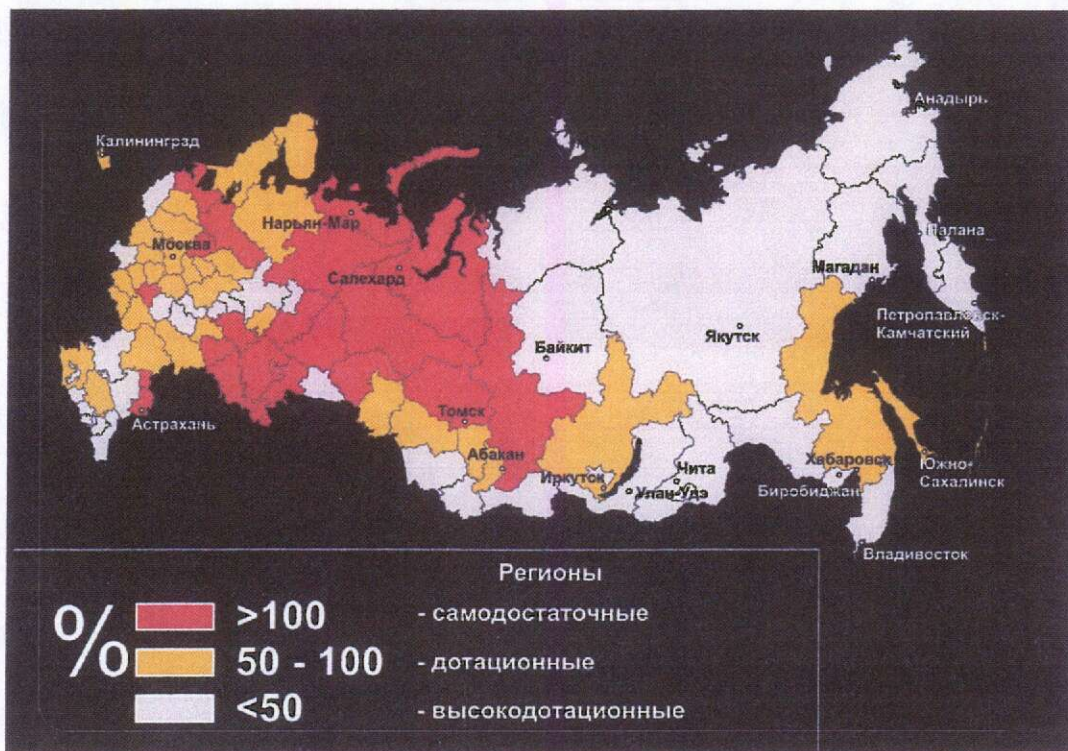 Анадырь
Калининград
Нарьян-Мар
Палана
Москва
Магадан
Салехард
Петропавловск-
Камчатский
Якутск
Байкит
Томск
Астрахань
Абакан
Хабаровск
Чита
Иркутск
Южно-
Сахалинск
Улан-Удэ
Биробиджан
Владивосток
Регионы
%
>100 - самодостаточные
50 - 100 - дотационные
<50 - высокодотационные